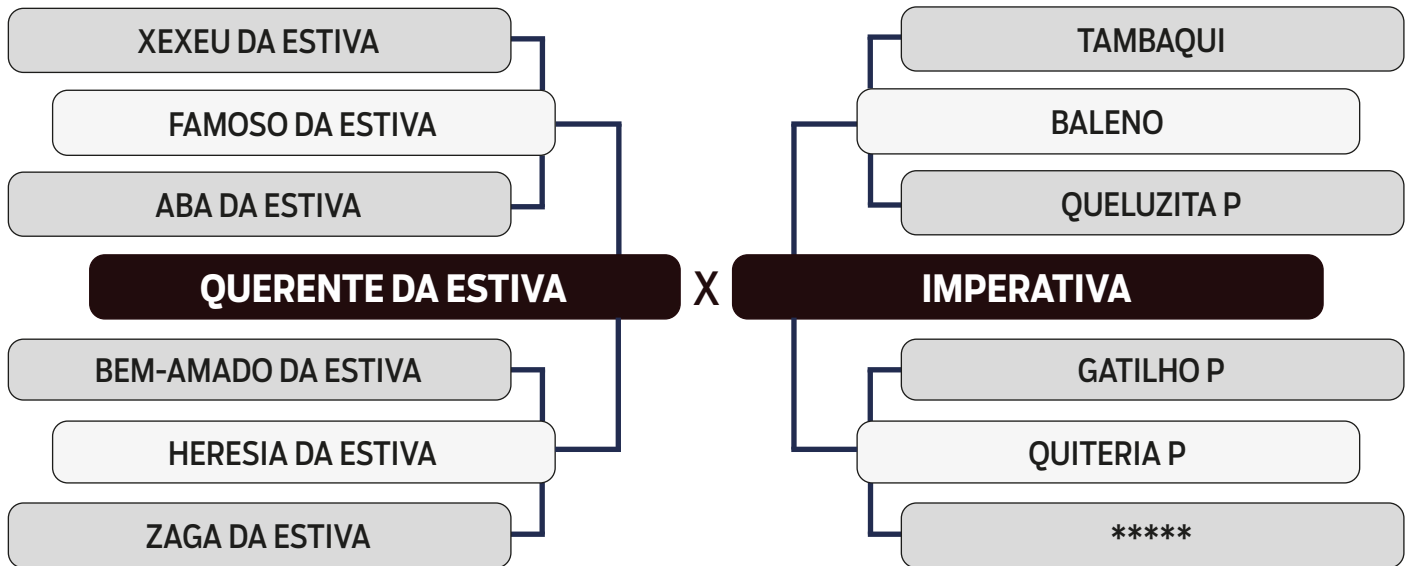 XEXEU DA ESTIVA
FAMOSO DA ESTIVA
ABA DA ESTIVA
QUERENTE DA ESTIVA
BEM-AMADO DA ESTIVA
HERESIA DA ESTIVA
ZAGA DA ESTIVA
X
TAMBAQUI
BALENO
QUELUZITA P
IMPERATIVA
GATILHO P
QUITERIA P
*****